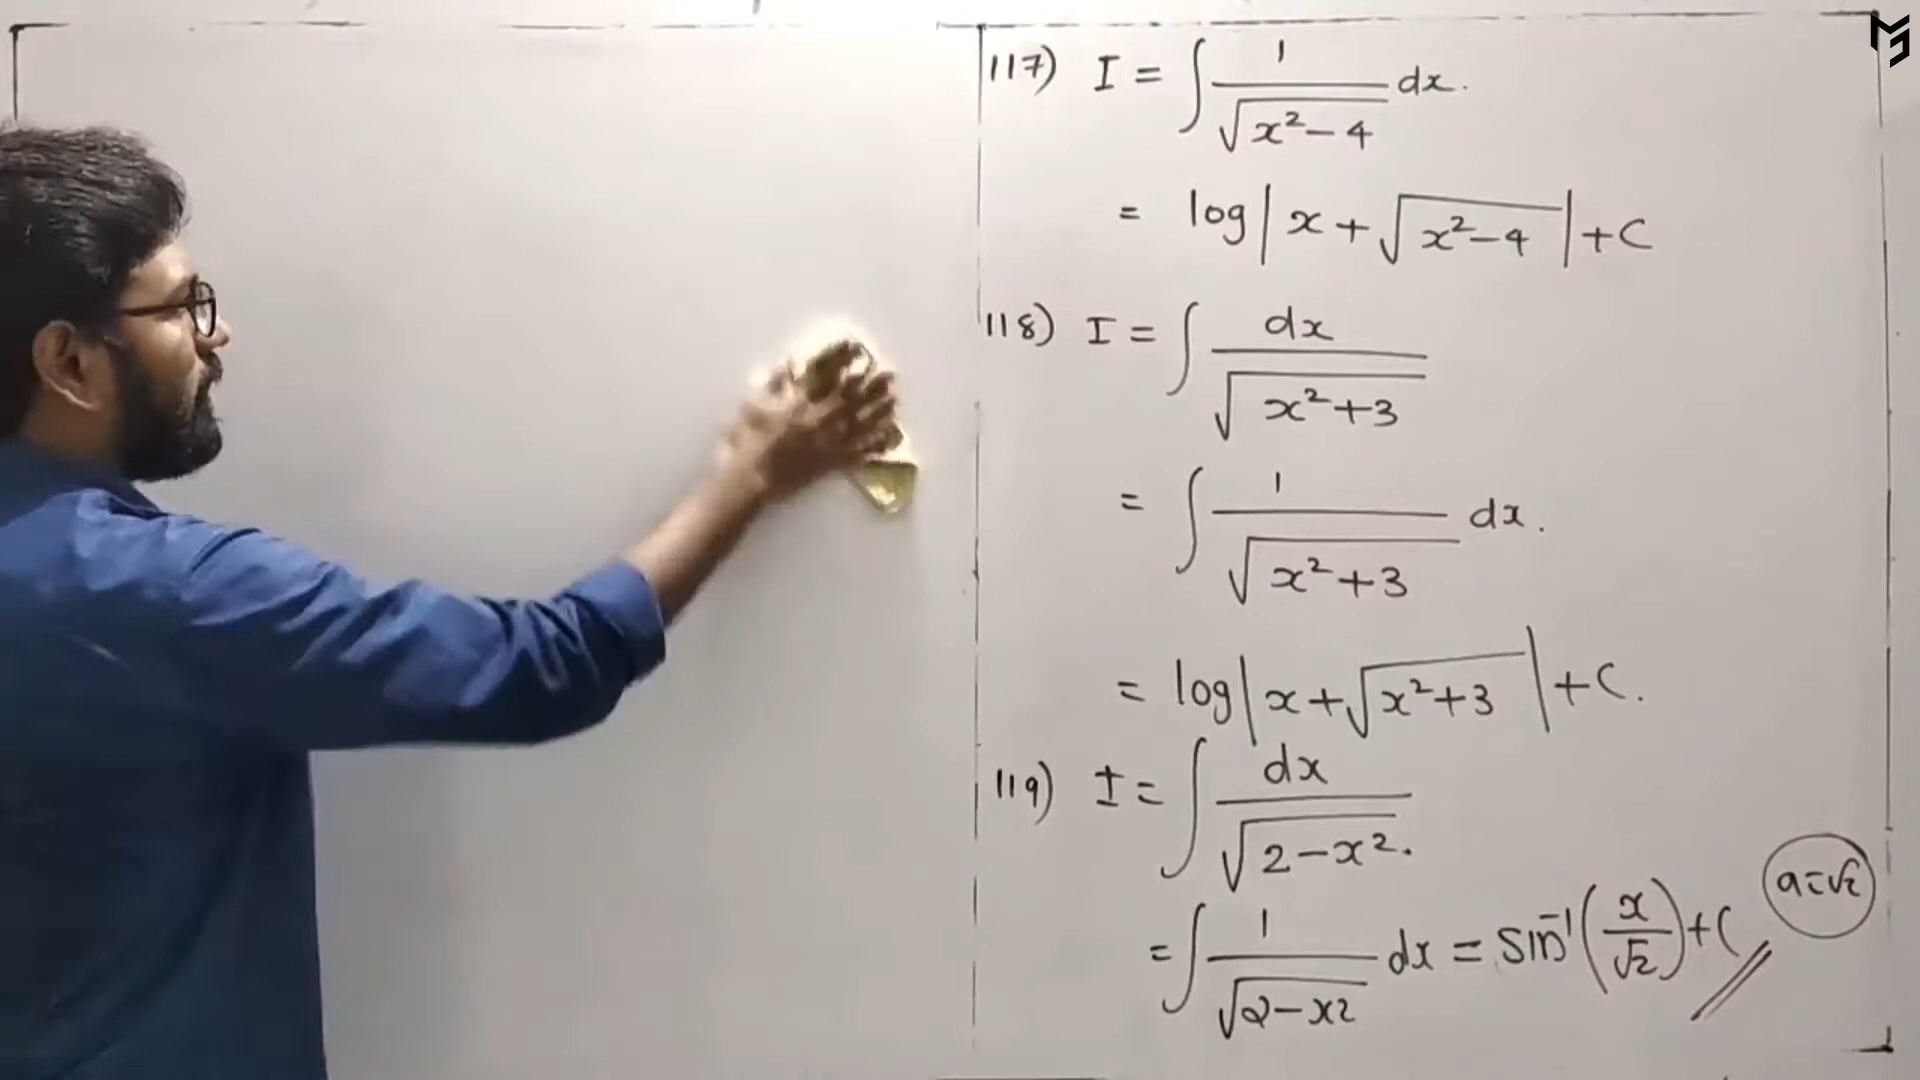 117) I = ∫ 1/√(x²-4) dx.
= log|x + √(x²-4)| + C
118) I = ∫ dx/√(x²+3)
= ∫ 1/√(x²+3) dx.
= log|x + √(x²+3)| + C.
119) I = ∫ dx/√(2-x²).
= ∫ 1/√(2-x2) dx = sin⁻¹(x/√2) + C
a=√2